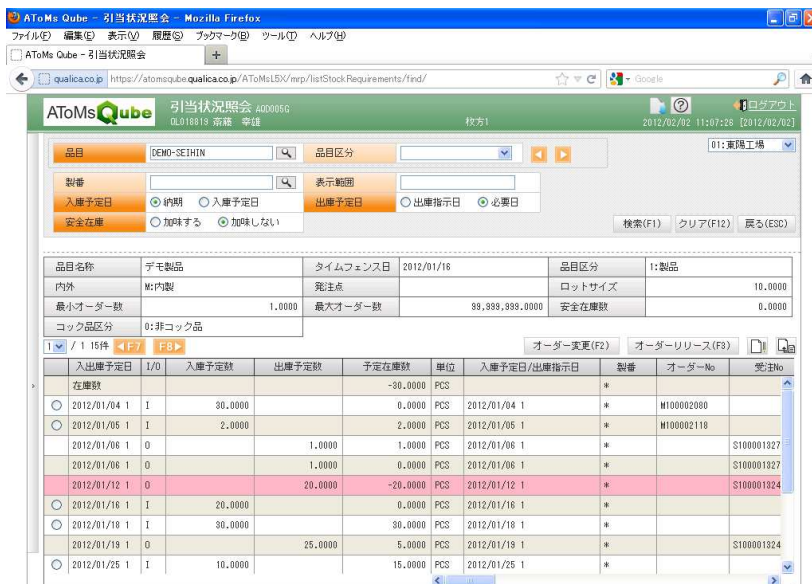 AToMs Qube - 引当状況照会 - Mozilla Firefox
ファイル(F) 編集(E) 表示(V) 履歴(S) ブックマーク(B) ツール(T) ヘルプ(H)
AToMs Qube - 引当状況照会 +
qualica.co.jp https://atomsqube.qualica.co.jp/AToMsL5X/mrp/listStockRequirements/find/ Google
AToMs Qube 引当状況照会 AQD005G ログアウト
QL018819 斎藤 幸雄 枚方1 2012/02/02 11:07:28 [2012/02/02]
品目 DEMO-SEIHIN 品目区分 01:東陽工場
製番 表示範囲
入庫予定日 納期 入庫予定日 出庫予定日 出庫指示日 必要日
安全在庫 加味する 加味しない 検索(F1) クリア(F12) 戻る(ESC)
品目名称 デモ製品 タイムフェンス日 2012/01/16 品目区分 1:製品
内外 M:内製 発注点 ロットサイズ 10.0000
最小オーダー数 1.0000 最大オーダー数 99,999,999.0000 安全在庫数 0.0000
コック品区分 0:非コック品
1 / 1 15件 F7 F8 オーダー変更(F2) オーダーリリース(F3)
入出庫予定日 I/O 入庫予定数 出庫予定数 予定在庫数 単位 入庫予定日/出庫指示日 製番 オーダーNo 受注No
在庫数 -30.0000 PCS *
2012/01/04 1 I 30.0000 0.0000 PCS 2012/01/04 1 * M100002080
2012/01/05 1 I 2.0000 2.0000 PCS 2012/01/05 1 * M100002118
2012/01/06 1 O 1.0000 1.0000 PCS 2012/01/06 1 * S100001327
2012/01/06 1 O 1.0000 0.0000 PCS 2012/01/06 1 * S100001327
2012/01/12 1 O 20.0000 -20.0000 PCS 2012/01/12 1 * S100001324
2012/01/16 1 I 20.0000 0.0000 PCS 2012/01/16 1 *
2012/01/18 1 I 30.0000 30.0000 PCS 2012/01/18 1 *
2012/01/19 1 O 25.0000 5.0000 PCS 2012/01/19 1 * S100001324
2012/01/25 1 I 10.0000 15.0000 PCS 2012/01/25 1 *